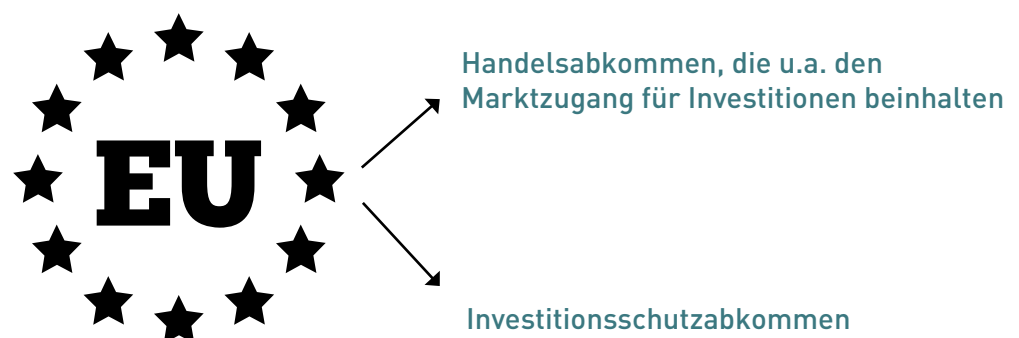 EU
Handelsabkommen, die u.a. den
Marktzugang für Investitionen beinhalten
Investitionsschutzabkommen